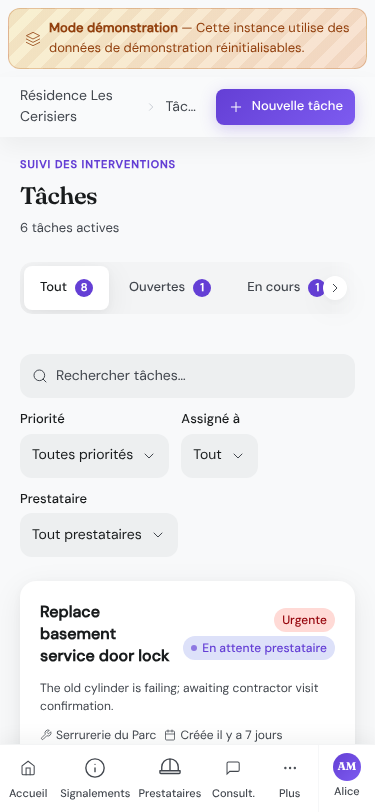 Mode démonstration — Cette instance utilise des
données de démonstration réinitialisables.
Résidence Les
Cerisiers
Tâc...
Nouvelle tâche
SUIVI DES INTERVENTIONS
Tâches
6 tâches actives
Tout 8
Ouvertes 1
En cours 1
Rechercher tâches...
Priorité
Assigné à
Toutes priorités
Tout
Prestataire
Tout prestataires
Replace
basement
service door lock
Urgente
En attente prestataire
The old cylinder is failing; awaiting contractor visit
confirmation.
Serrurerie du Parc
Créée il y a 7 jours
Accueil
Signalements
Prestataires
Consult.
Plus
AM
Alice